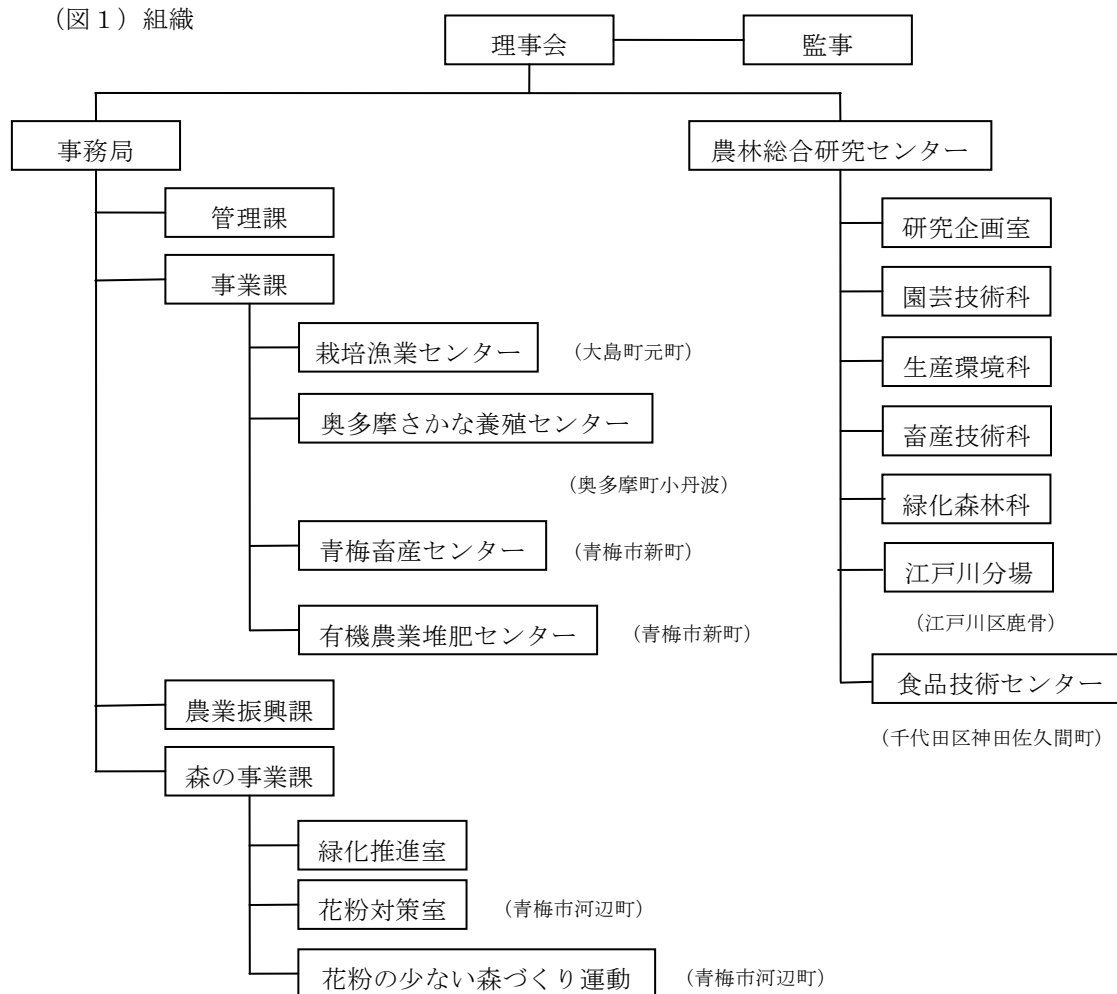 （図１）組織
理事会
監事
事務局
農林総合研究センター
管理課
事業課
栽培漁業センター
（大島町元町）
奥多摩さかな養殖センター
（奥多摩町小丹波）
青梅畜産センター
（青梅市新町）
有機農業堆肥センター
（青梅市新町）
農業振興課
森の事業課
緑化推進室
花粉対策室
（青梅市河辺町）
花粉の少ない森づくり運動
（青梅市河辺町）
研究企画室
園芸技術科
生産環境科
畜産技術科
緑化森林科
江戸川分場
（江戸川区鹿骨）
食品技術センター
（千代田区神田佐久間町）